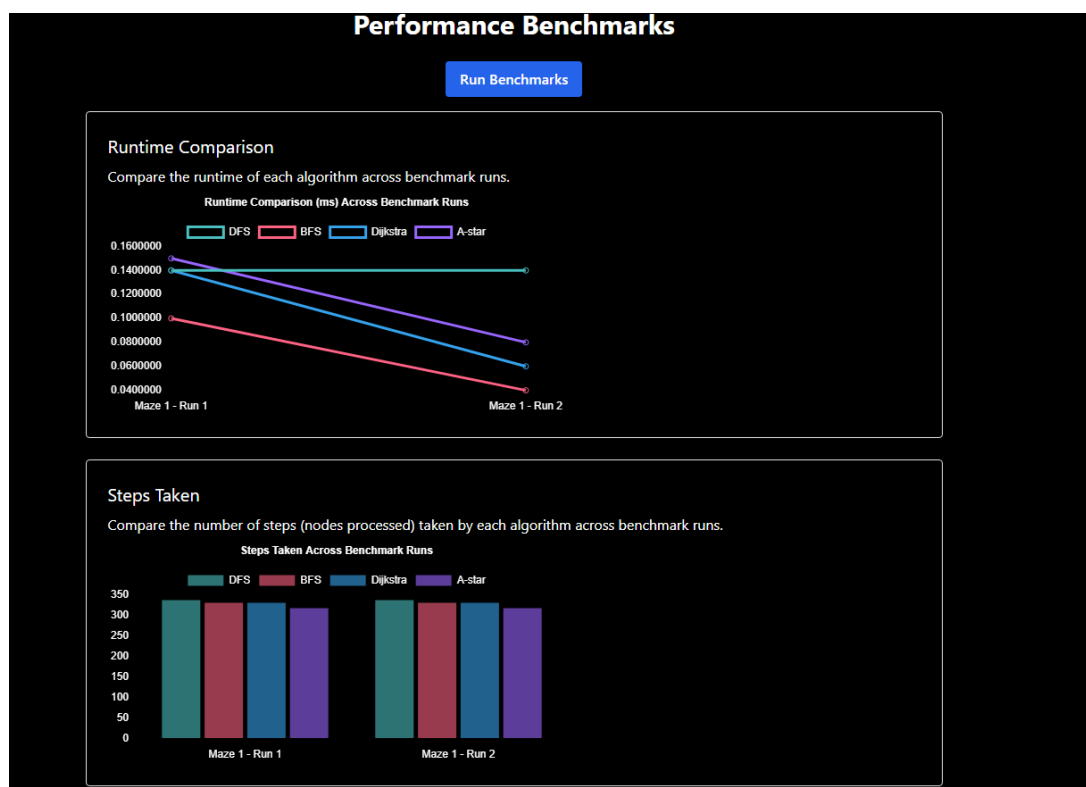 Performance Benchmarks
Run Benchmarks
Runtime Comparison
Compare the runtime of each algorithm across benchmark runs.
Runtime Comparison (ms) Across Benchmark Runs
DFS BFS Dijkstra A-star
0.1600000
0.1400000
0.1200000
0.1000000
0.0800000
0.0600000
0.0400000
Maze 1 - Run 1 Maze 1 - Run 2
Steps Taken
Compare the number of steps (nodes processed) taken by each algorithm across benchmark runs.
Steps Taken Across Benchmark Runs
DFS BFS Dijkstra A-star
350
300
250
200
150
100
50
0
Maze 1 - Run 1 Maze 1 - Run 2